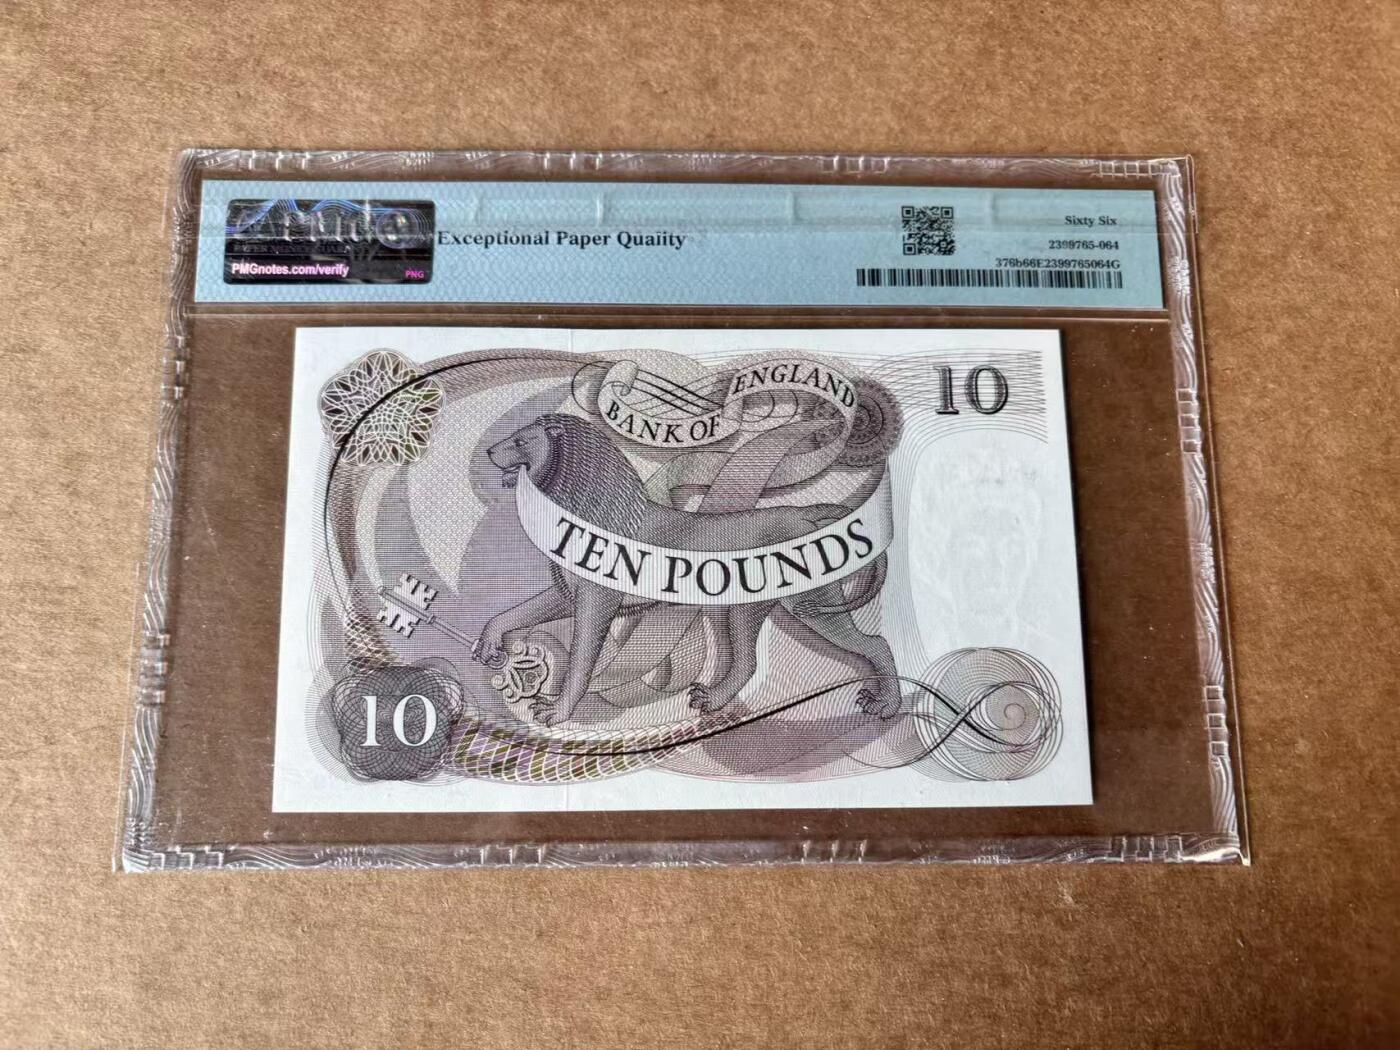 PMG
PMGnotes.com/verify
PNG
Exceptional Paper Quality
Sixty Six
2399765-064
376b66E2399765064G
BANK OF ENGLAND
10
TEN POUNDS
10